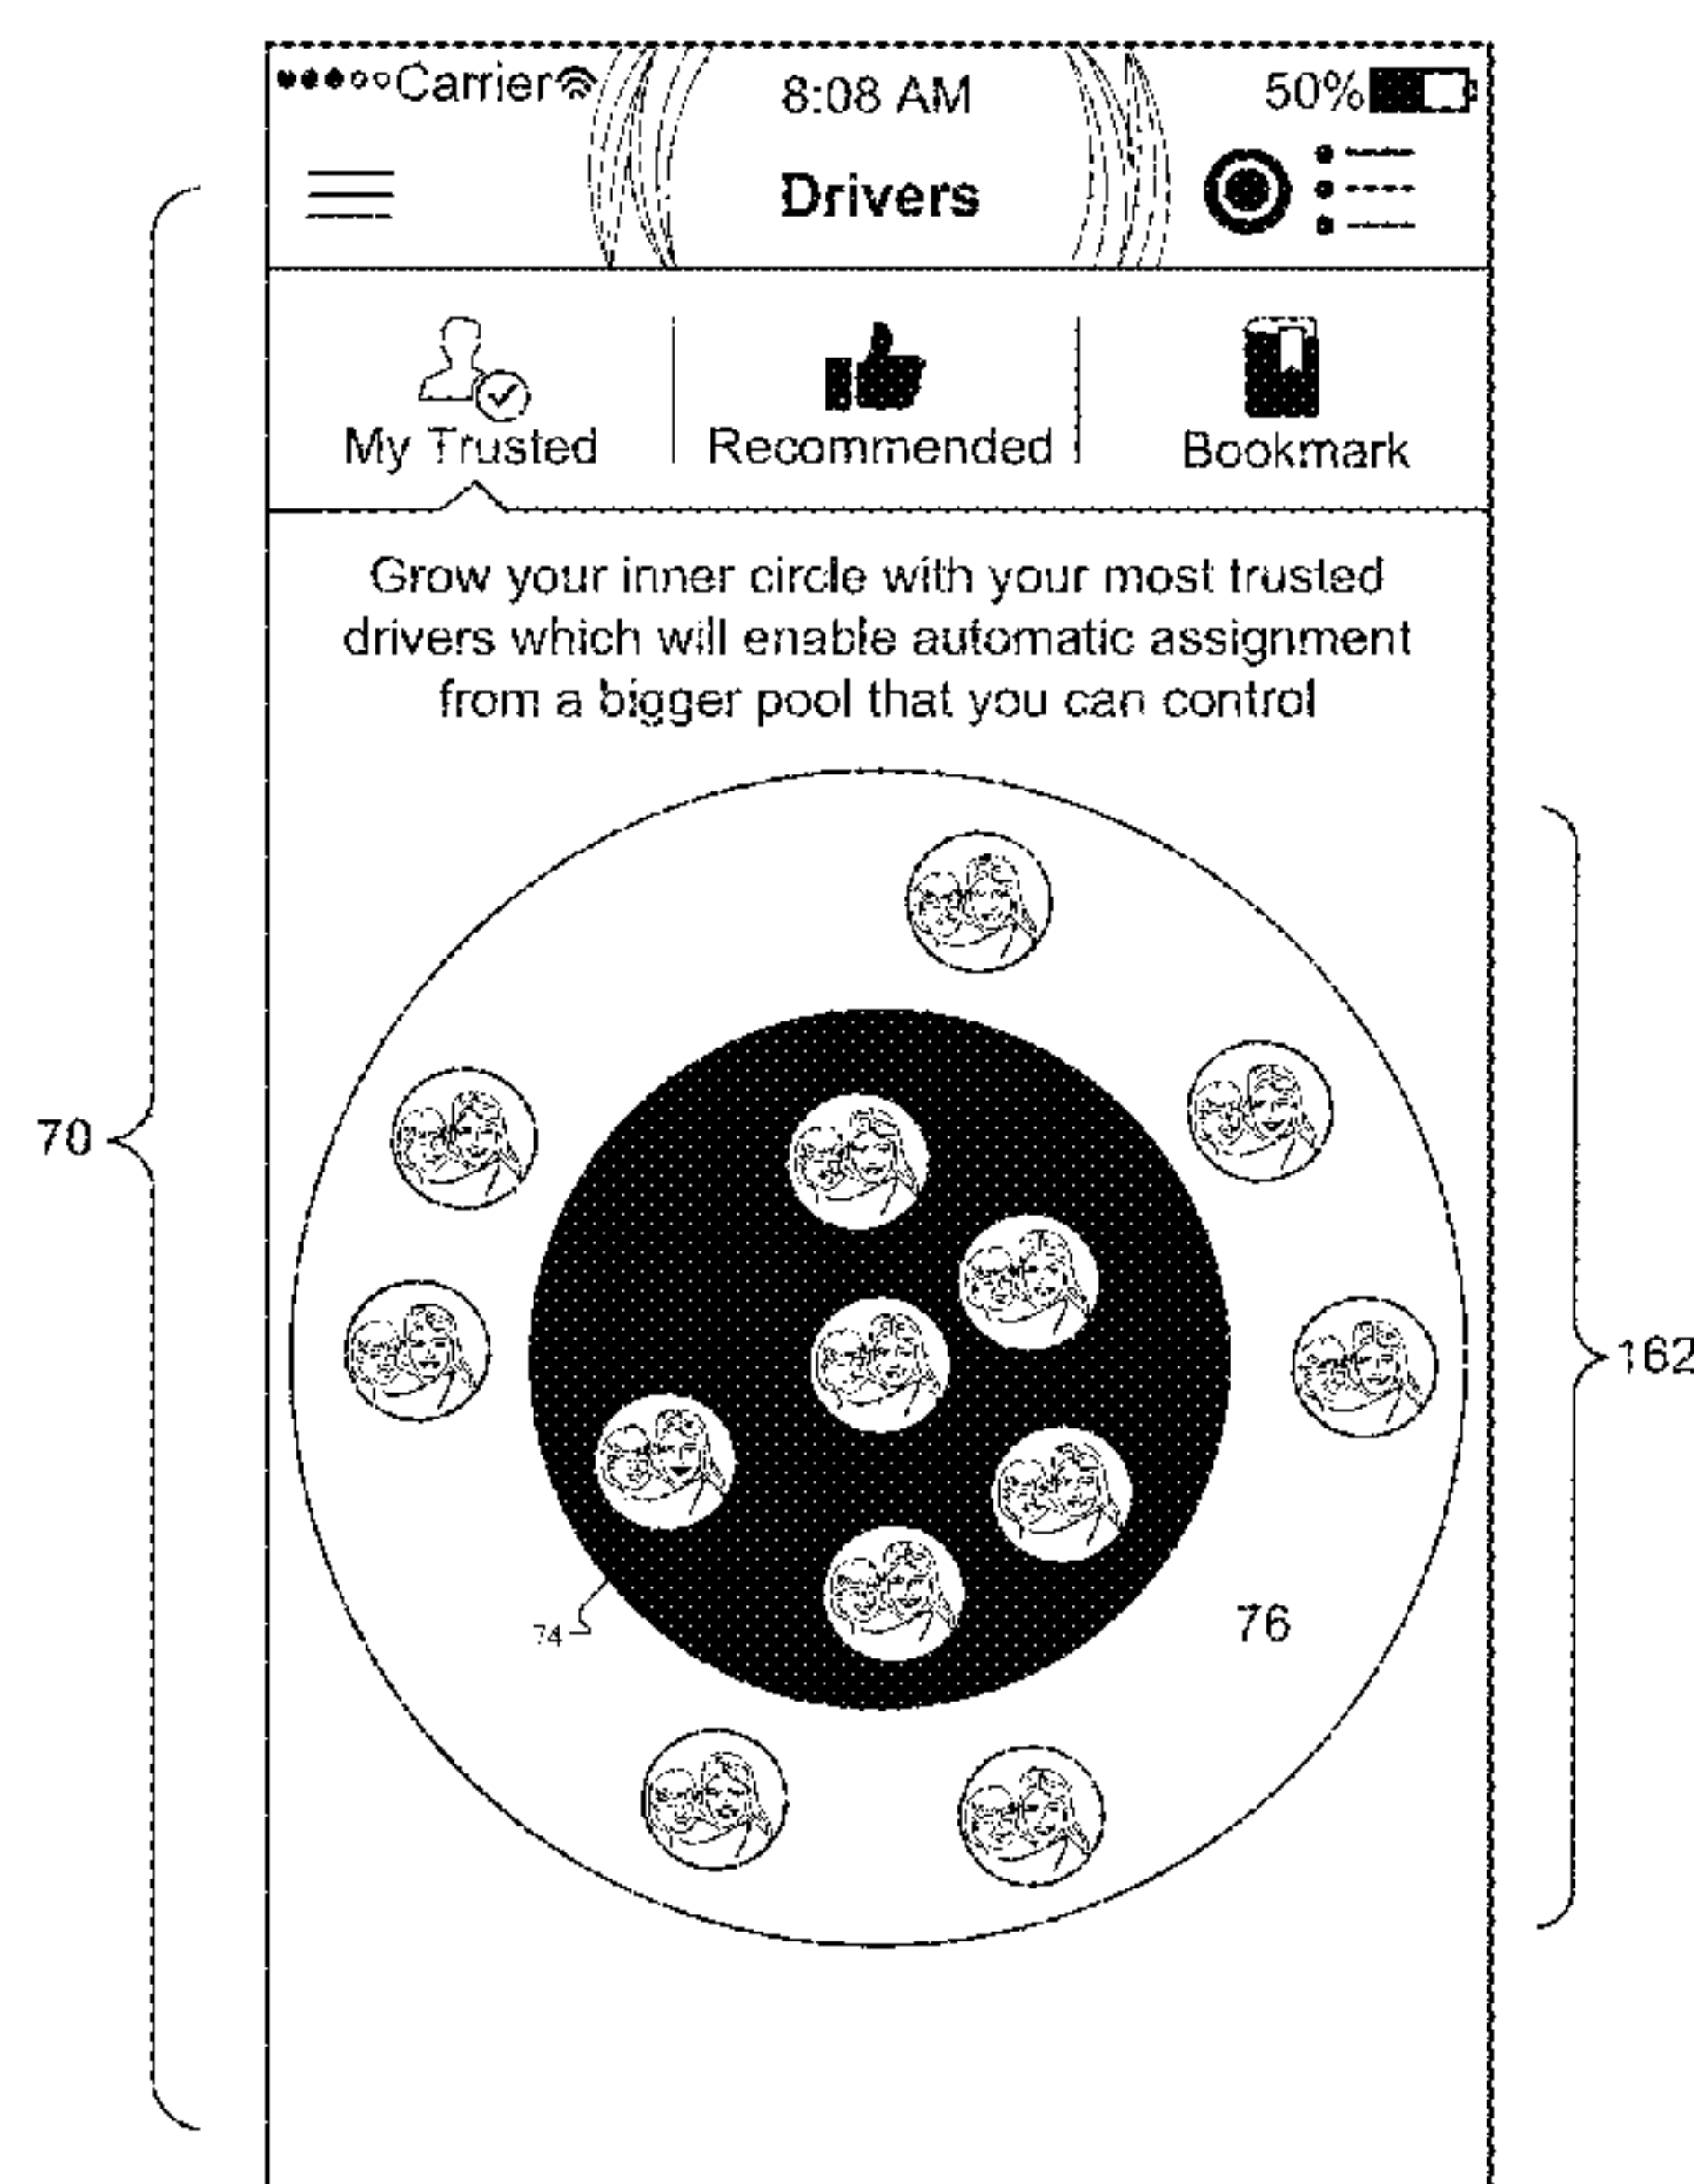 Carrier 8:08 AM 50%
Drivers
My Trusted Recommended Bookmark
Grow your inner circle with your most trusted
drivers which will enable automatic assignment
from a bigger pool that you can control
70
162
74
76